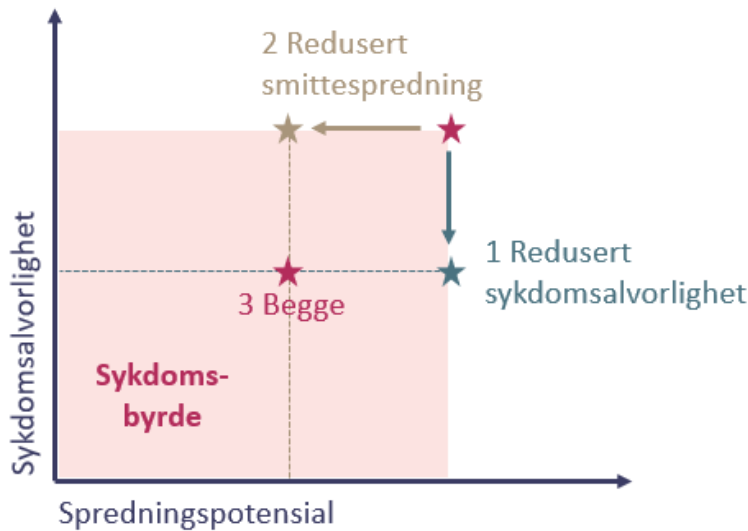 2 Redusert
smittespredning
1 Redusert
sykdomsalvorlighet
3 Begge
Sykdoms-
byrde
Sykdomsalvorlighet
Spredningspotensial